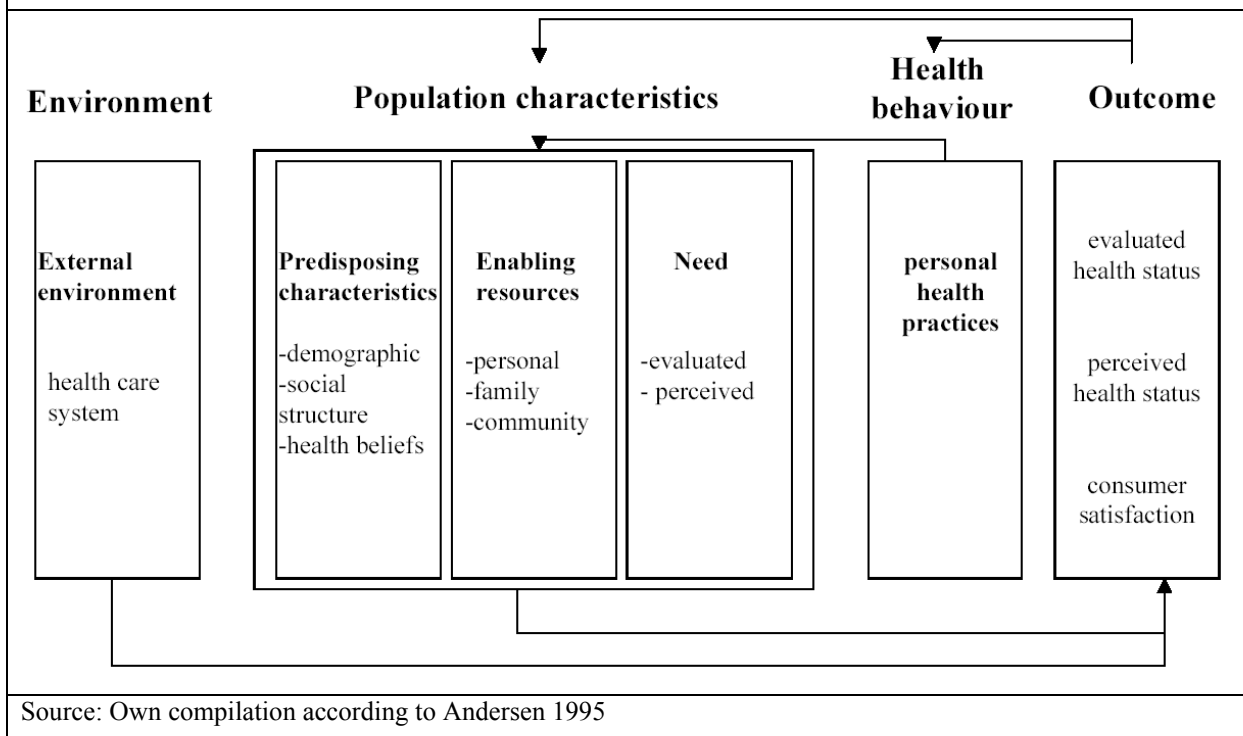 Environment
Population characteristics
Health
behaviour
Outcome
External
environment
health care
system
Predisposing
characteristics
-demographic
-social
structure
-health beliefs
Enabling
resources
-personal
-family
-community
Need
-evaluated
- perceived
personal
health
practices
evaluated
health status
perceived
health status
consumer
satisfaction
Source: Own compilation according to Andersen 1995